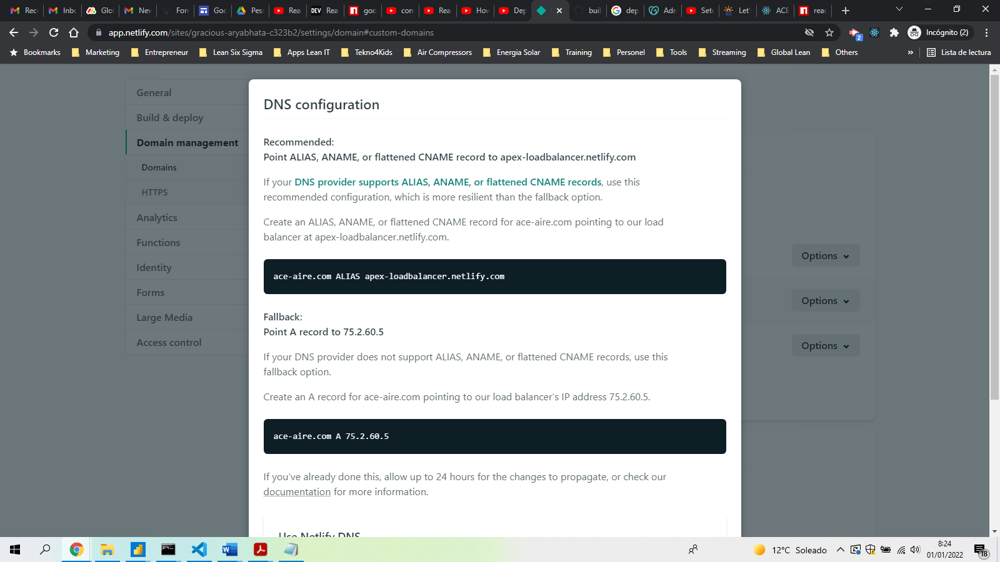 Rec
Inbo
Glo
New
For
Goo
Pes
Rea
DEV
Rea
goo
con
Rea
How
Dep
buil
dep
Adn
Setu
Let'
ACE
reac
app.netlify.com/sites/gracious-aryabhata-c323b2/settings/domain#custom-domains
2
Incógnito (2)
Bookmarks
Marketing
Entrepreneur
Lean Six Sigma
Apps Lean IT
Tekno4Kids
Air Compressors
Energia Solar
Training
Personel
Tools
Streaming
Global Lean
Others
»
Lista de lectura
General
Build & deploy
Domain management
Domains
HTTPS
Analytics
Functions
Identity
Forms
Large Media
Access control
DNS configuration
Recommended:
Point ALIAS, ANAME, or flattened CNAME record to apex-loadbalancer.netlify.com
If your DNS provider supports ALIAS, ANAME, or flattened CNAME records, use this
recommended configuration, which is more resilient than the fallback option.
Create an ALIAS, ANAME, or flattened CNAME record for ace-aire.com pointing to our load
balancer at apex-loadbalancer.netlify.com.
ace-aire.com ALIAS apex-loadbalancer.netlify.com
Fallback:
Point A record to 75.2.60.5
If your DNS provider does not support ALIAS, ANAME, or flattened CNAME records, use this
fallback option.
Create an A record for ace-aire.com pointing to our load balancer’s IP address 75.2.60.5.
ace-aire.com A 75.2.60.5
If you’ve already done this, allow up to 24 hours for the changes to propagate, or check our
documentation for more information.
Use Netlify DNS
Options
Options
Options
12°C Soleado
8:24
01/01/2022
18